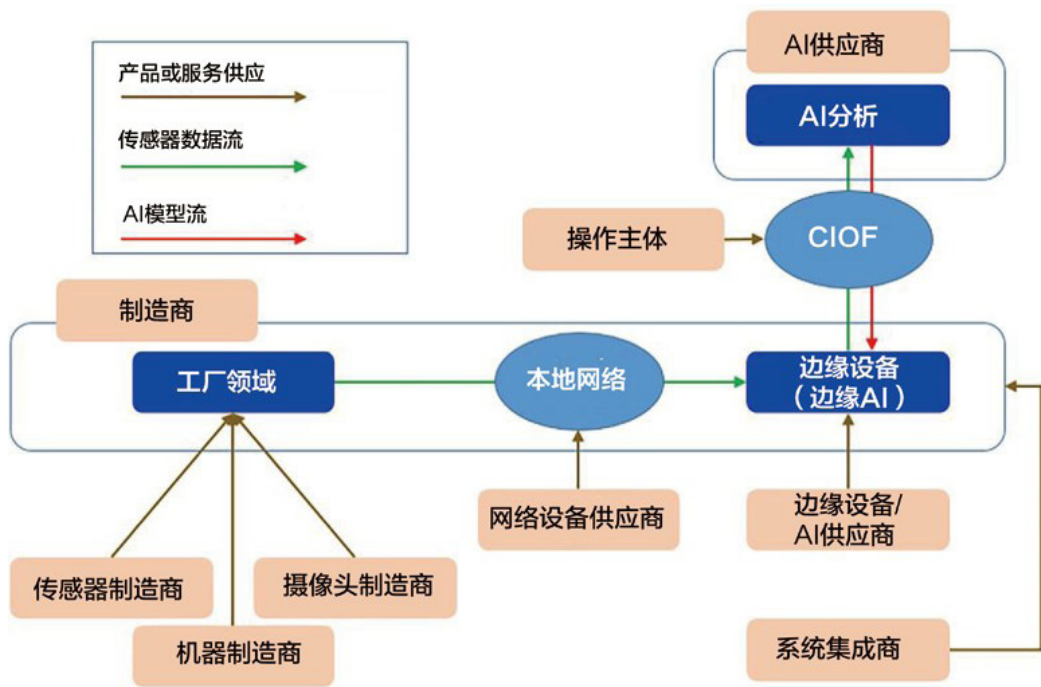 产品或服务供应
传感器数据流
AI模型流
AI供应商
AI分析
操作主体
CIOF
制造商
工厂领域
本地网络
边缘设备
（边缘AI）
网络设备供应商
边缘设备/
AI供应商
传感器制造商
摄像头制造商
机器制造商
系统集成商